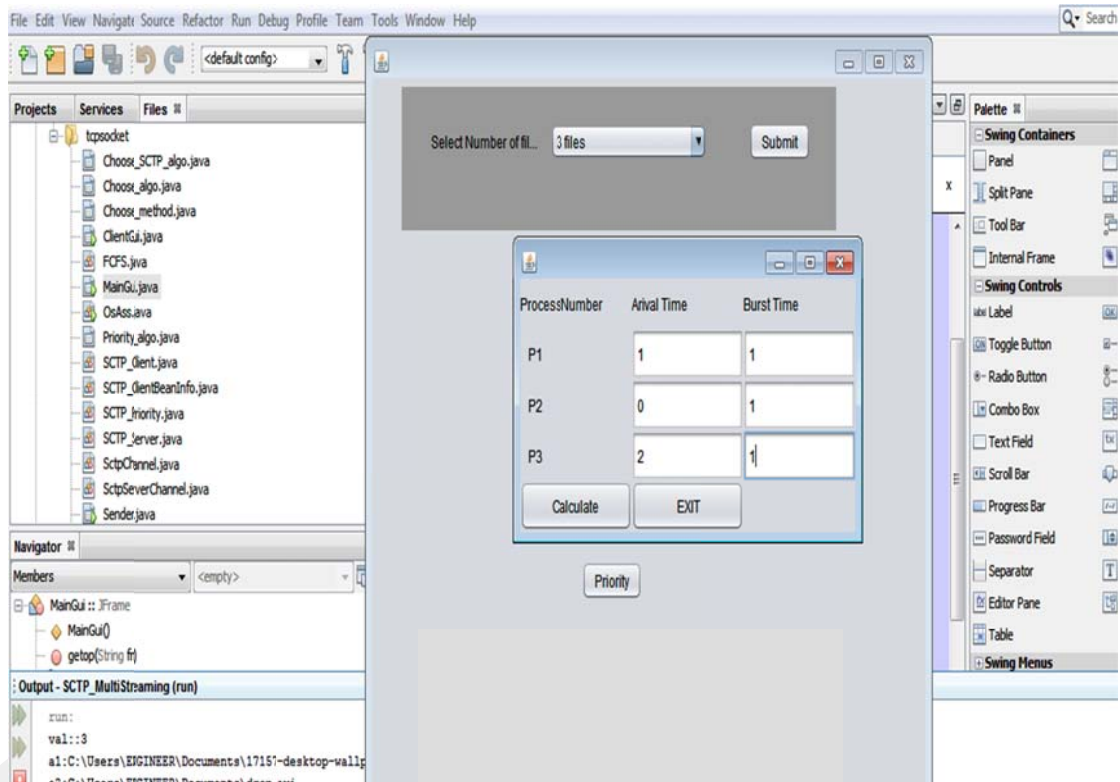 File Edit View Navigate Source Refactor Run Debug Profile Team Tools Window Help
Search
<default config>
Projects Services Files
tcpsocket
Choose_SCTP_algo.java
Choose_algo.java
Choose_method.java
ClientGui.java
FCFS.java
MainGui.java
OsAss.java
Priority_algo.java
SCTP_Client.java
SCTP_ClientBeanInfo.java
SCTP_Priority.java
SCTP_Server.java
SctpChannel.java
SctpSeverChannel.java
Sender.java
Navigator
Members <empty>
MainGui :: JFrame
MainGui()
getop(String fr)
Output - SCTP_MultiStreaming (run)
run:
val::3
a1:C:\Users\ENGINEER\Documents\17157-desktop-wallp
Select Number of fil... 3 files Submit
ProcessNumber Arival Time Burst Time
P1 1 1
P2 0 1
P3 2 1
Calculate EXIT
Priority
x
Palette
Swing Containers
Panel
Split Pane
Tool Bar
Internal Frame
Swing Controls
label Label
OK
Toggle Button
Radio Button
Combo Box
Text Field
Scroll Bar
Progress Bar
Password Field
Separator
Editor Pane
Table
Swing Menus